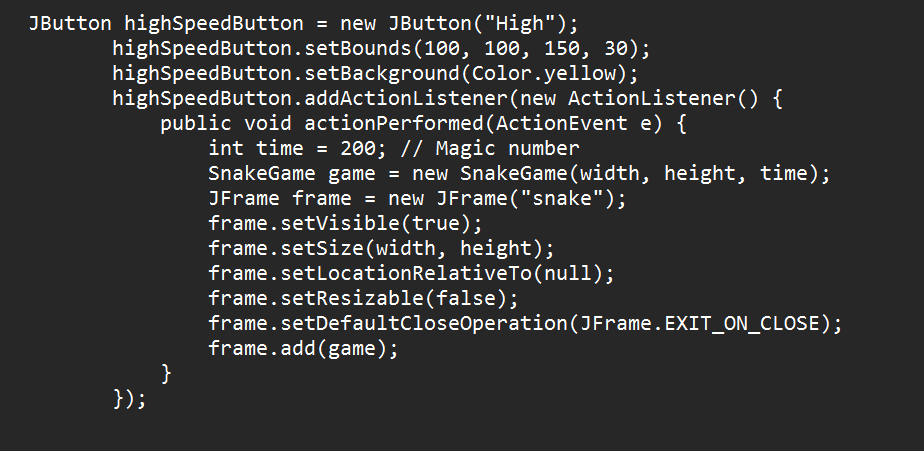 JButton highSpeedButton = new JButton("High");
        highSpeedButton.setBounds(100, 100, 150, 30);
        highSpeedButton.setBackground(Color.yellow);
        highSpeedButton.addActionListener(new ActionListener() {
            public void actionPerformed(ActionEvent e) {
                int time = 200; // Magic number
                SnakeGame game = new SnakeGame(width, height, time);
                JFrame frame = new JFrame("snake");
                frame.setVisible(true);
                frame.setSize(width, height);
                frame.setLocationRelativeTo(null);
                frame.setResizable(false);
                frame.setDefaultCloseOperation(JFrame.EXIT_ON_CLOSE);
                frame.add(game);
            }
        });